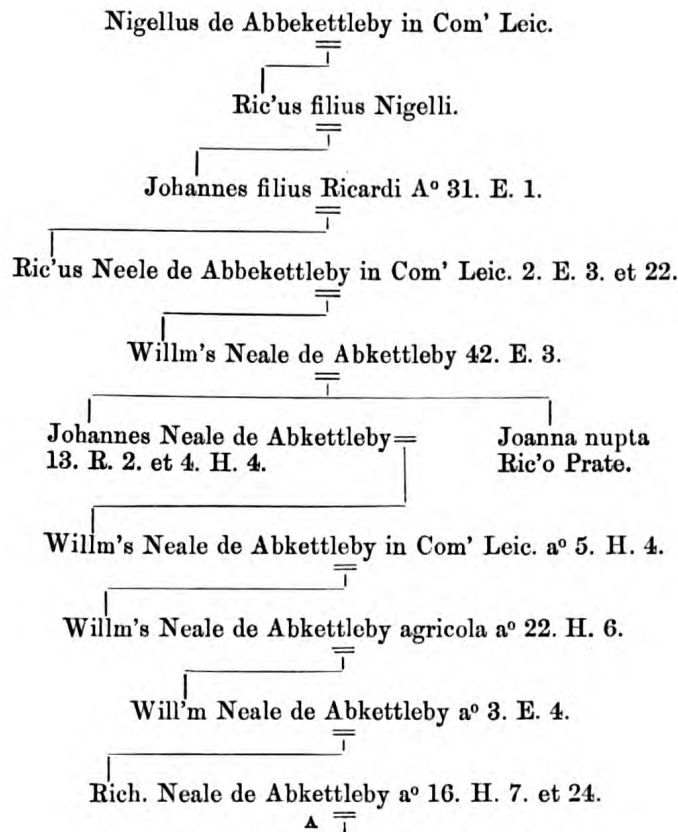 Nigellus de Abbekettleby in Com' Leic.
Ric'us filius Nigelli.
Johannes filius Ricardi Aº 31. E. 1.
Ric'us Neele de Abbekettleby in Com' Leic. 2. E. 3. et 22.
Willm's Neale de Abkettleby 42. E. 3.
Johannes Neale de Abkettleby=
13. R. 2. et 4. H. 4.
Joanna nupta
Ric'o Prate.
Willm's Neale de Abkettleby in Com' Leic. aº 5. H. 4.
Willm's Neale de Abkettleby agricola aº 22. H. 6.
Will'm Neale de Abkettleby aº 3. E. 4.
Rich. Neale de Abkettleby aº 16. H. 7. et 24.
A